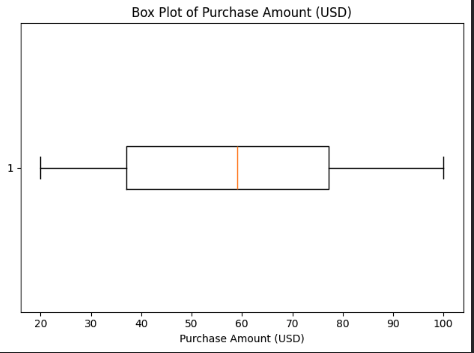 Box Plot of Purchase Amount (USD)
1
20 30 40 50 60 70 80 90 100
Purchase Amount (USD)